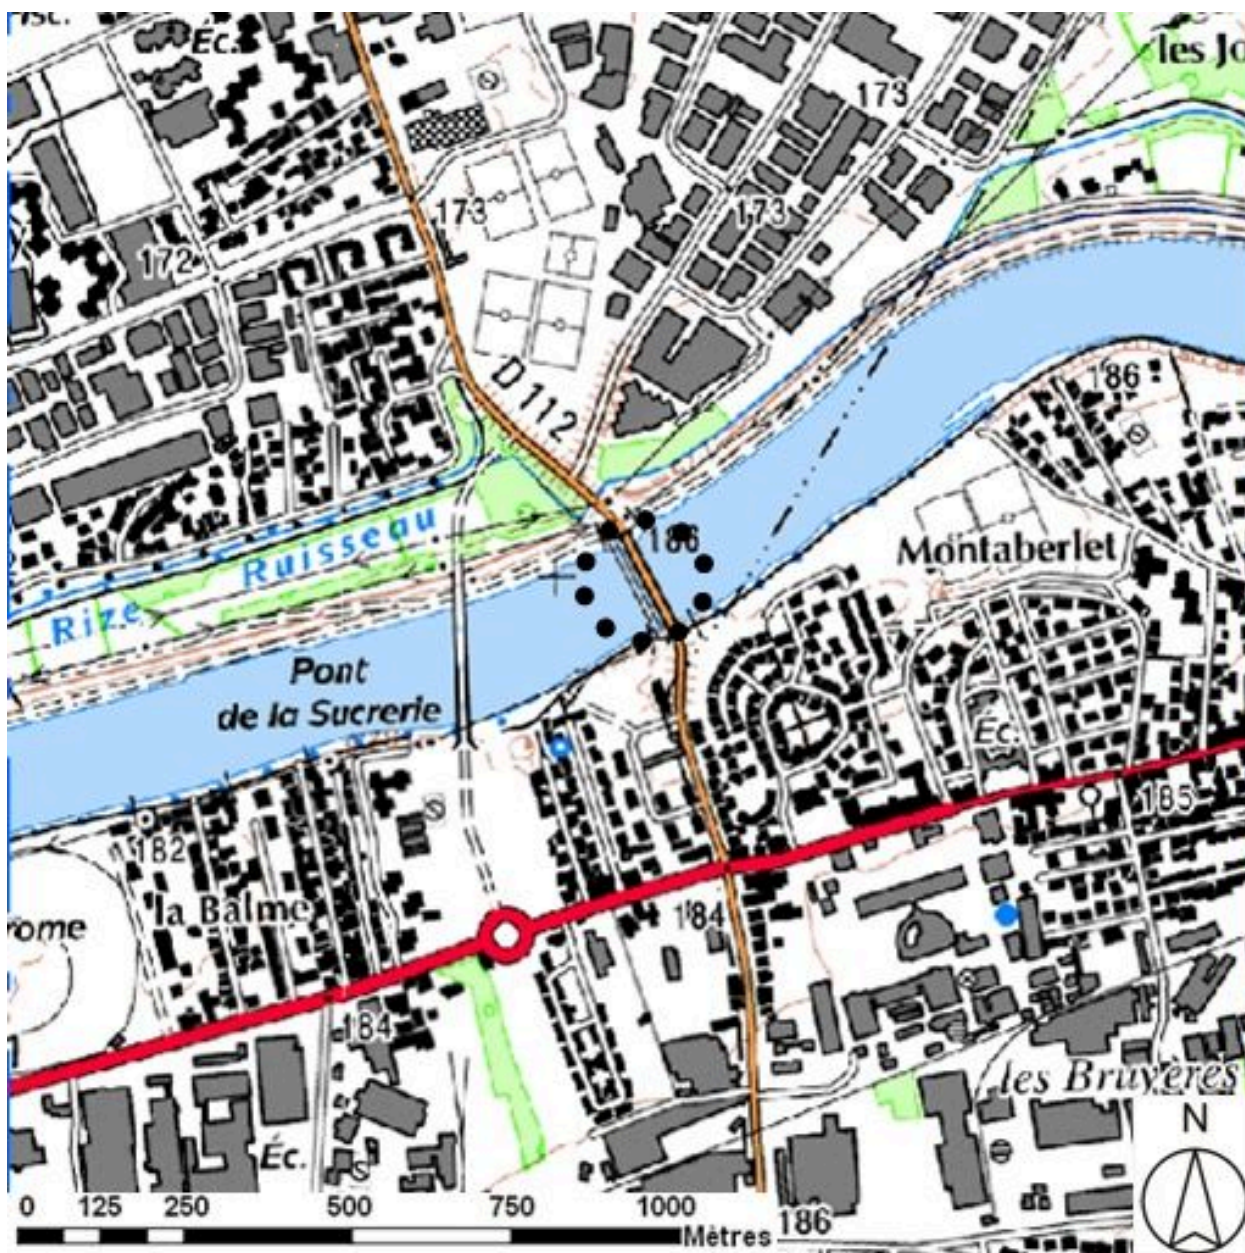 Éc.
les Jo
173
173
173
172
D 112
186
186
Ruisseau
Rize
Montaberlet
Pont
de la Sucrerie
Éc.
185
182
la Balme
184
rome
184
les Bruyères
Éc.
N
0 125 250 500 750 1000
Mètres
186